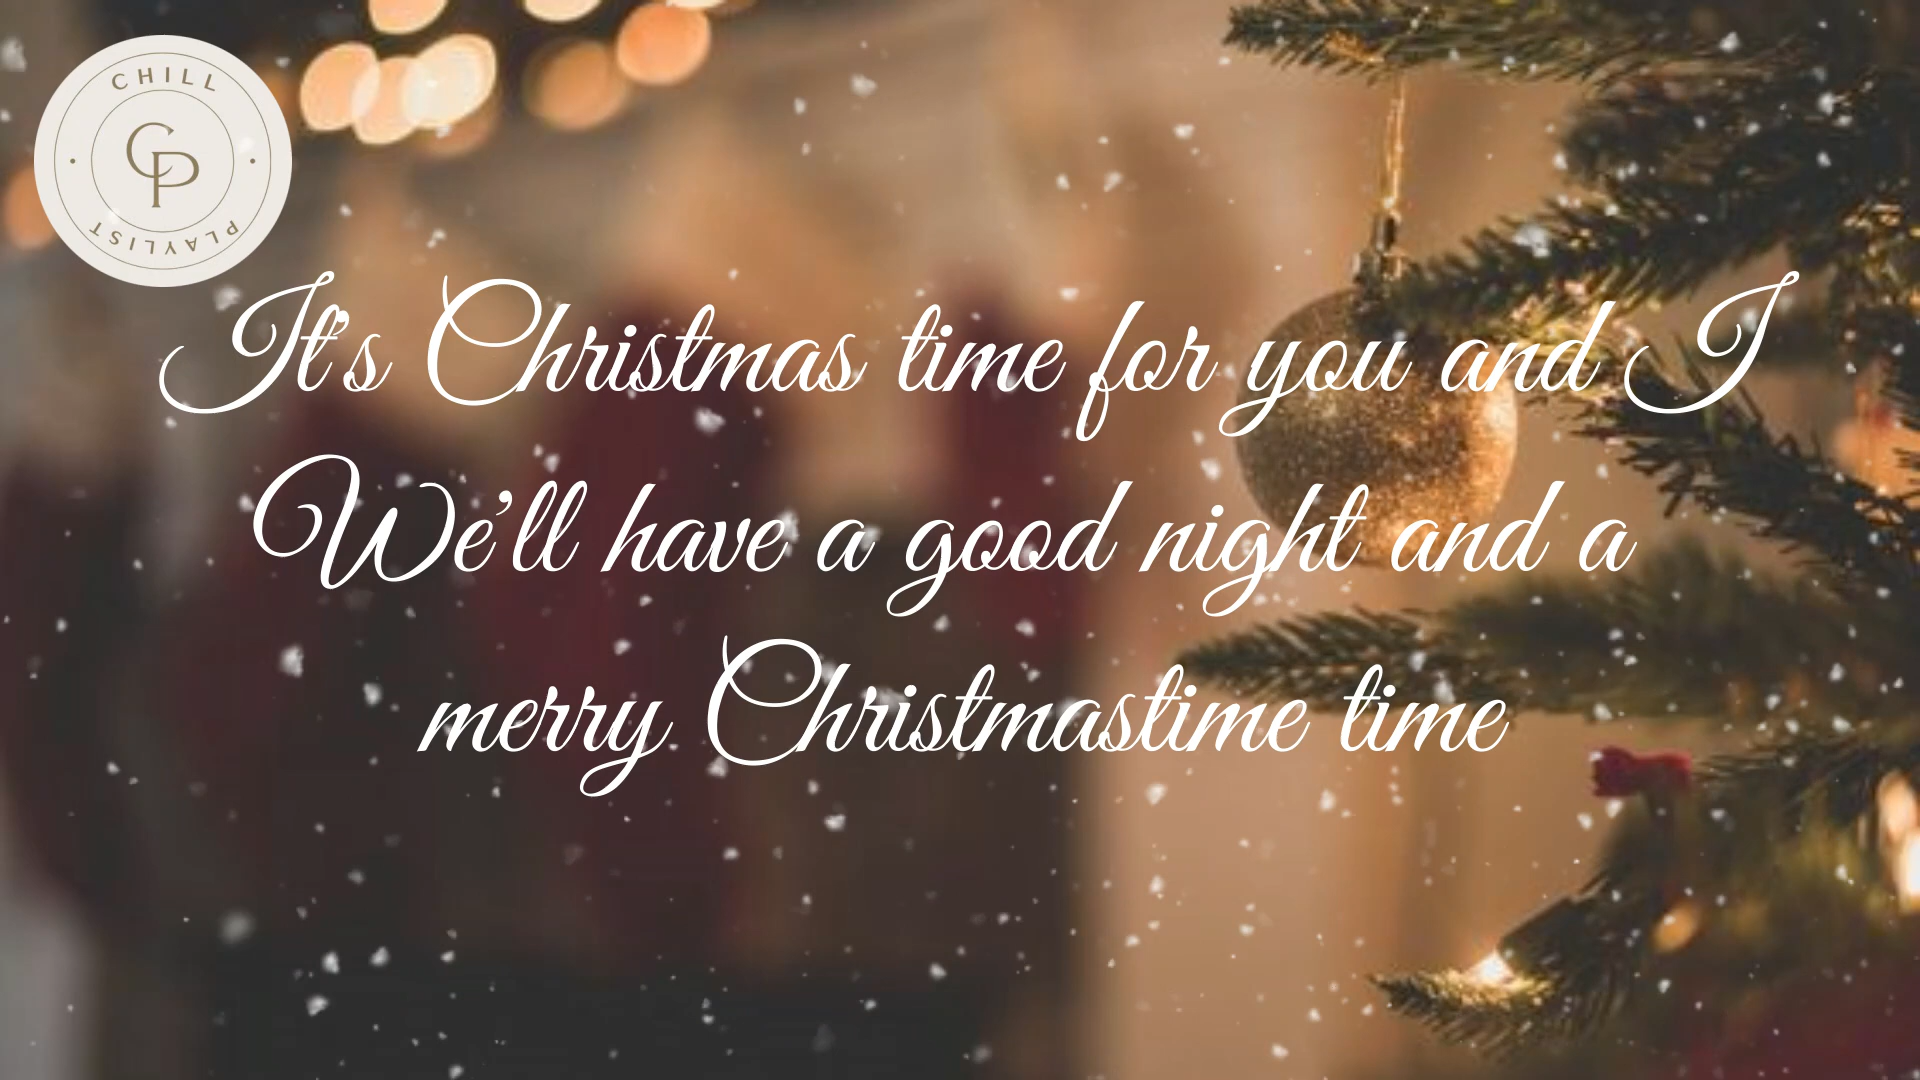 CHILL
CP
PLAYLIST
It's Christmas time for you and I
We'll have a good night and a
merry Christmastime time